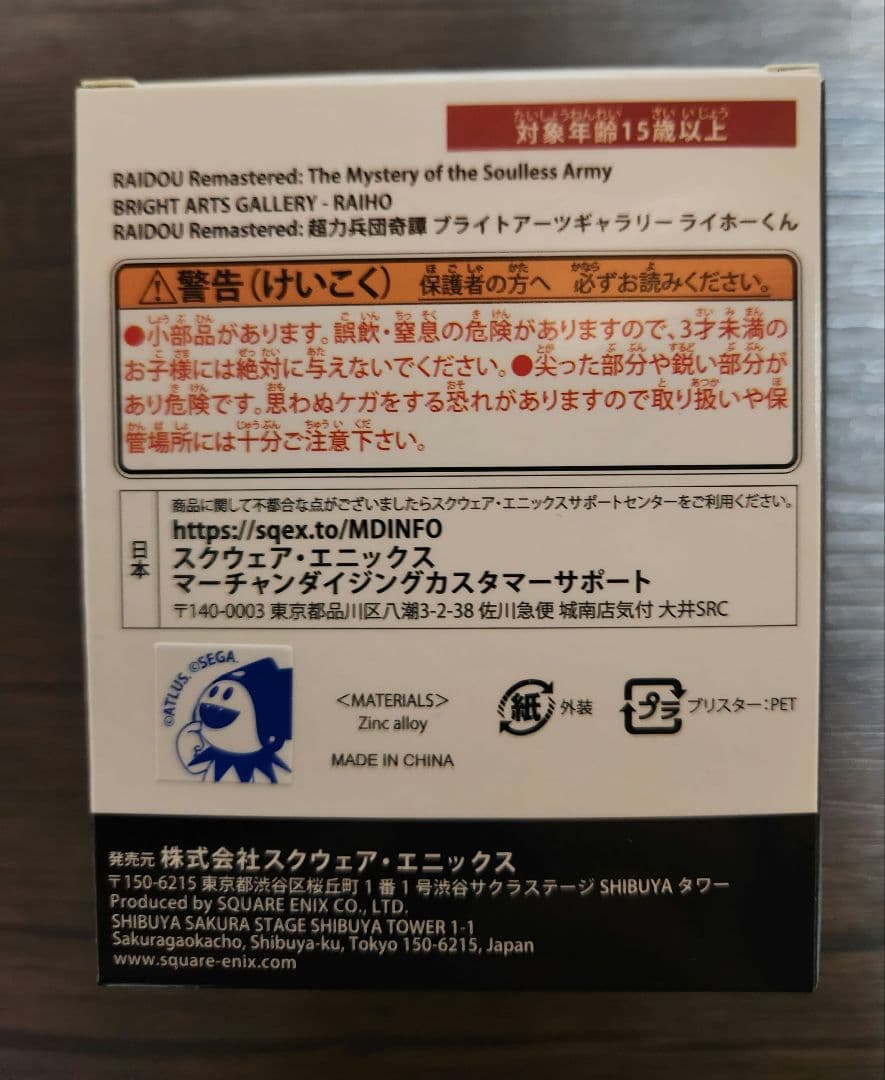 対象年齢15歳以上
RAIDOU Remastered: The Mystery of the Soulless Army
BRIGHT ARTS GALLERY - RAIHO
RAIDOU Remastered: 超力兵団奇譚 ブライトアーツギャラリー ライホーくん
⚠警告(けいこく) 保護者の方へ 必ずお読みください。
●小部品があります。誤飲・窒息の危険がありますので、3才未満の
お子様には絶対に与えないでください。●尖った部分や鋭い部分が
あり危険です。思わぬケガをする恐れがありますので取り扱いや保
管場所には十分ご注意下さい。
日本
商品に関して不都合な点がございましたらスクウェア・エニックスサポートセンターをご利用ください。
https://sqex.to/MDINFO
スクウェア・エニックス
マーチャンダイジングカスタマーサポート
〒140-0003 東京都品川区八潮3-2-38 佐川急便 城南店気付 大井SRC
©ATLUS. ©SEGA.
<MATERIALS>
Zinc alloy
MADE IN CHINA
紙 外装
プラ ブリスター:PET
発売元 株式会社スクウェア・エニックス
〒150-6215 東京都渋谷区桜丘町1番1号渋谷サクラステージ SHIBUYA タワー
Produced by SQUARE ENIX CO., LTD.
SHIBUYA SAKURA STAGE SHIBUYA TOWER 1-1
Sakuragaokacho, Shibuya-ku, Tokyo 150-6215, Japan
www.square-enix.com